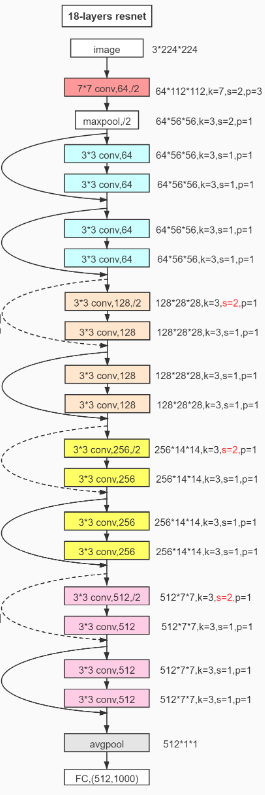 18-layers resnet
image 3*224*224
7*7 conv,64,/2 64*112*112,k=7,s=2,p=3
maxpool,/2 64*56*56,k=3,s=2,p=1
3*3 conv,64 64*56*56,k=3,s=1,p=1
3*3 conv,64 64*56*56,k=3,s=1,p=1
3*3 conv,64 64*56*56,k=3,s=1,p=1
3*3 conv,64 64*56*56,k=3,s=1,p=1
3*3 conv,128,/2 128*28*28,k=3,s=2,p=1
3*3 conv,128 128*28*28,k=3,s=1,p=1
3*3 conv,128 128*28*28,k=3,s=1,p=1
3*3 conv,128 128*28*28,k=3,s=1,p=1
3*3 conv,256,/2 256*14*14,k=3,s=2,p=1
3*3 conv,256 256*14*14,k=3,s=1,p=1
3*3 conv,256 256*14*14,k=3,s=1,p=1
3*3 conv,256 256*14*14,k=3,s=1,p=1
3*3 conv,512,/2 512*7*7,k=3,s=2,p=1
3*3 conv,512 512*7*7,k=3,s=1,p=1
3*3 conv,512 512*7*7,k=3,s=1,p=1
3*3 conv,512 512*7*7,k=3,s=1,p=1
avgpool 512*1*1
FC,(512,1000)